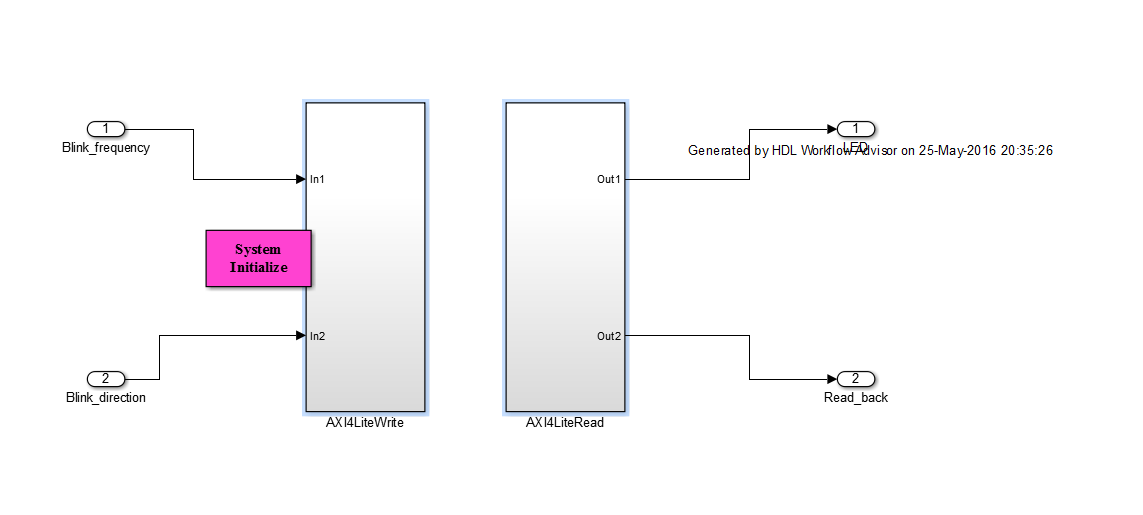 1
Blink_frequency
In1
System
Initialize
In2
2
Blink_direction
AXI4LiteWrite
Out1
Out2
AXI4LiteRead
1
LED
Generated by HDL Workflow Advisor on 25-May-2016 20:35:26
2
Read_back